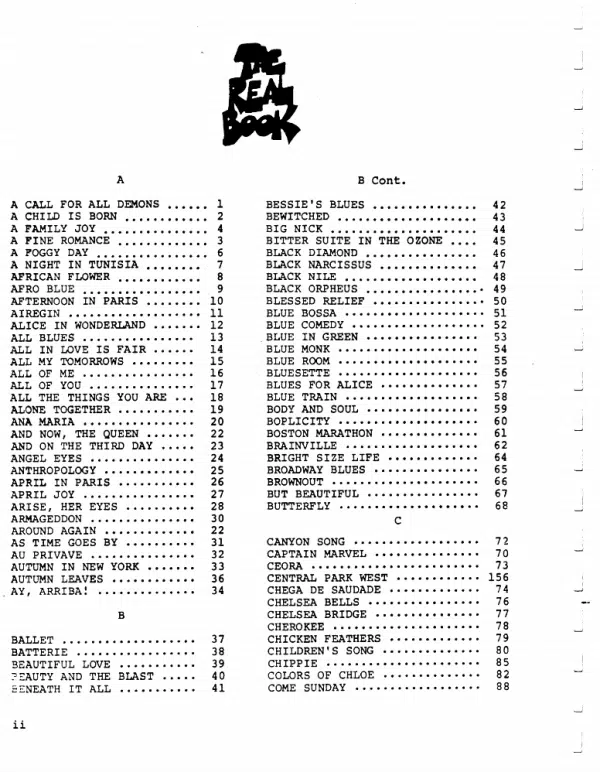 THE
REAL
BOOK
A
A CALL FOR ALL DEMONS ...... 1
A CHILD IS BORN ............ 2
A FAMILY JOY ............... 4
A FINE ROMANCE ............. 3
A FOGGY DAY ................ 6
A NIGHT IN TUNISIA ........ 7
AFRICAN FLOWER ............ 8
AFRO BLUE ................. 9
AFTERNOON IN PARIS ........ 10
AIREGIN ................... 11
ALICE IN WONDERLAND ....... 12
ALL BLUES ................ 13
ALL IN LOVE IS FAIR ...... 14
ALL MY TOMORROWS ......... 15
ALL OF ME ................ 16
ALL OF YOU ............... 17
ALL THE THINGS YOU ARE ... 18
ALONE TOGETHER ........... 19
ANA MARIA ................ 20
AND NOW, THE QUEEN ....... 22
AND ON THE THIRD DAY ..... 23
ANGEL EYES ............... 24
ANTHROPOLOGY ............. 25
APRIL IN PARIS ........... 26
APRIL JOY ................ 27
ARISE, HER EYES .......... 28
ARMAGEDDON ............... 30
AROUND AGAIN ............. 22
AS TIME GOES BY .......... 31
AU PRIVAVE ............... 32
AUTUMN IN NEW YORK ....... 33
AUTUMN LEAVES ............ 36
AY, ARRIBA! .............. 34
B
BALLET ................... 37
BATTERIE ................. 38
BEAUTIFUL LOVE ........... 39
BEAUTY AND THE BLAST ..... 40
BENEATH IT ALL ........... 41
B Cont.
BESSIE'S BLUES ............... 42
BEWITCHED .................... 43
BIG NICK ..................... 44
BITTER SUITE IN THE OZONE .... 45
BLACK DIAMOND ................ 46
BLACK NARCISSUS .............. 47
BLACK NILE ................... 48
BLACK ORPHEUS ................ 49
BLESSED RELIEF ................ 50
BLUE BOSSA .................... 51
BLUE COMEDY ................... 52
BLUE IN GREEN ................ 53
BLUE MONK .................... 54
BLUE ROOM .................... 55
BLUESETTE .................... 56
BLUES FOR ALICE .............. 57
BLUE TRAIN ................... 58
BODY AND SOUL ................ 59
BOPLICITY .................... 60
BOSTON MARATHON .............. 61
BRAINVILLE ................... 62
BRIGHT SIZE LIFE ............. 64
BROADWAY BLUES ............... 65
BROWNOUT ..................... 66
BUT BEAUTIFUL ................ 67
BUTTERFLY .................... 68
C
CANYON SONG .................. 72
CAPTAIN MARVEL ............... 70
CEORA ........................ 73
CENTRAL PARK WEST ............ 156
CHEGA DE SAUDADE ............. 74
CHELSEA BELLS ................ 76
CHELSEA BRIDGE ............... 77
CHEROKEE ..................... 78
CHICKEN FEATHERS ............. 79
CHILDREN'S SONG .............. 80
CHIPPIE ...................... 85
COLORS OF CHLOE .............. 82
COME SUNDAY .................. 88
ii